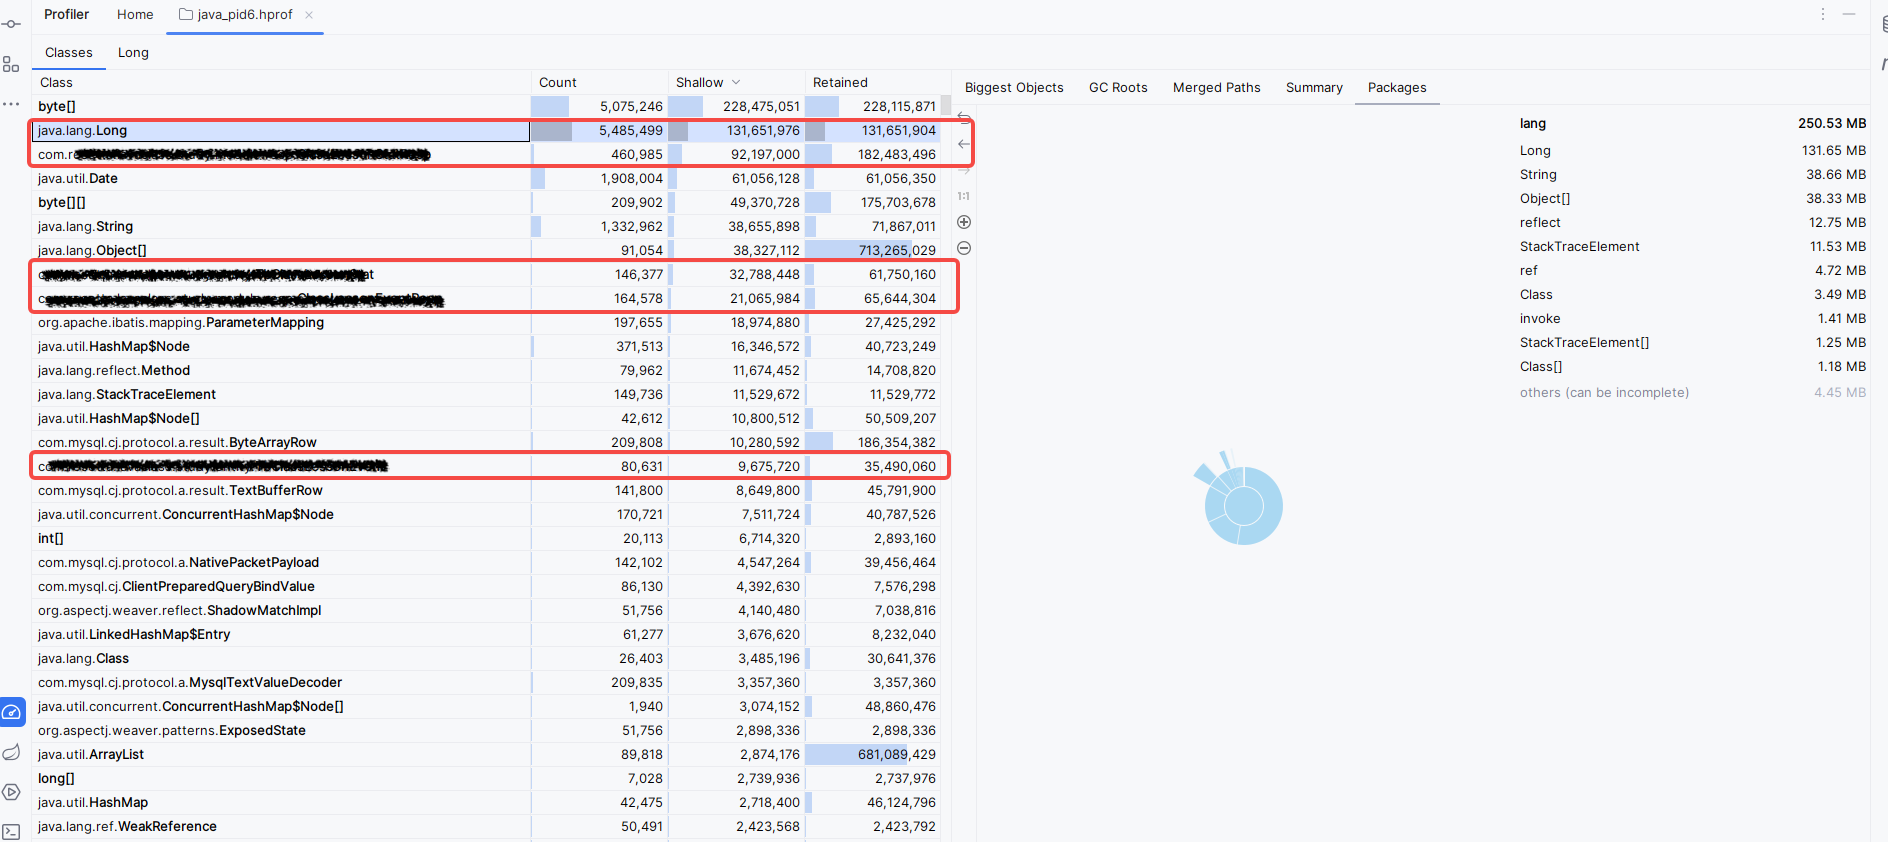 Profiler Home java_pid6.hprof
Classes Long
Class Count Shallow Retained
byte[] 5,075,246 228,475,051 228,115,871
java.lang.Long 5,485,499 131,651,976 131,651,904
com.re 460,985 92,197,000 182,483,496
java.util.Date 1,908,004 61,056,128 61,056,350
byte[][] 209,902 49,370,728 175,703,678
java.lang.String 1,332,962 38,655,898 71,867,011
java.lang.Object[] 91,054 38,327,112 713,265,029
146,377 32,788,448 61,750,160
164,578 21,065,984 65,644,304
org.apache.ibatis.mapping.ParameterMapping 197,655 18,974,880 27,425,292
java.util.HashMap$Node 371,513 16,346,572 40,723,249
java.lang.reflect.Method 79,962 11,674,452 14,708,820
java.lang.StackTraceElement 149,736 11,529,672 11,529,772
java.util.HashMap$Node[] 42,612 10,800,512 50,509,207
com.mysql.cj.protocol.a.result.ByteArrayRow 209,808 10,280,592 186,354,382
80,631 9,675,720 35,490,060
com.mysql.cj.protocol.a.result.TextBufferRow 141,800 8,649,800 45,791,900
java.util.concurrent.ConcurrentHashMap$Node 170,721 7,511,724 40,787,526
int[] 20,113 6,714,320 2,893,160
com.mysql.cj.protocol.a.NativePacketPayload 142,102 4,547,264 39,456,464
com.mysql.cj.ClientPreparedQueryBindValue 86,130 4,392,630 7,576,298
org.aspectj.weaver.reflect.ShadowMatchImpl 51,756 4,140,480 7,038,816
java.util.LinkedHashMap$Entry 61,277 3,676,620 8,232,040
java.lang.Class 26,403 3,485,196 30,641,376
com.mysql.cj.protocol.a.MysqlTextValueDecoder 209,835 3,357,360 3,357,360
java.util.concurrent.ConcurrentHashMap$Node[] 1,940 3,074,152 48,860,476
org.aspectj.weaver.patterns.ExposedState 51,756 2,898,336 2,898,336
java.util.ArrayList 89,818 2,874,176 681,089,429
long[] 7,028 2,739,936 2,737,976
java.util.HashMap 42,475 2,718,400 46,124,796
java.lang.ref.WeakReference 50,491 2,423,568 2,423,792
Biggest Objects GC Roots Merged Paths Summary Packages
1:1
lang 250.53 MB
Long 131.65 MB
String 38.66 MB
Object[] 38.33 MB
reflect 12.75 MB
StackTraceElement 11.53 MB
ref 4.72 MB
Class 3.49 MB
invoke 1.41 MB
StackTraceElement[] 1.25 MB
Class[] 1.18 MB
others (can be incomplete) 4.45 MB